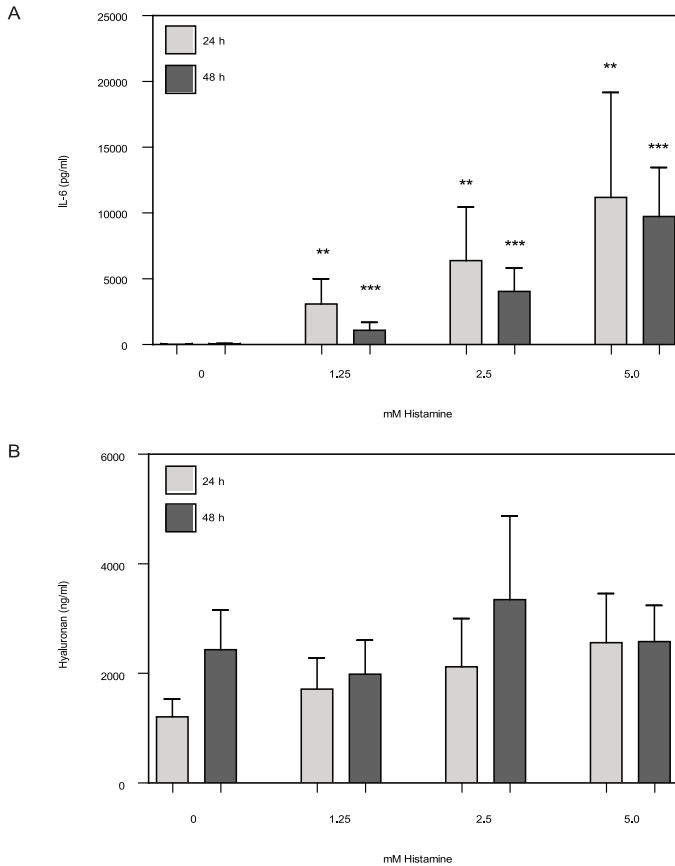 A
25000
24 h
48 h
20000
15000
10000
5000
0
IL-6 (pg/ml)
**
***
**
***
**
***
0 1.25 2.5 5.0
mM Histamine
B
6000
24 h
48 h
4000
2000
0
Hyaluronan (ng/ml)
0 1.25 2.5 5.0
mM Histamine